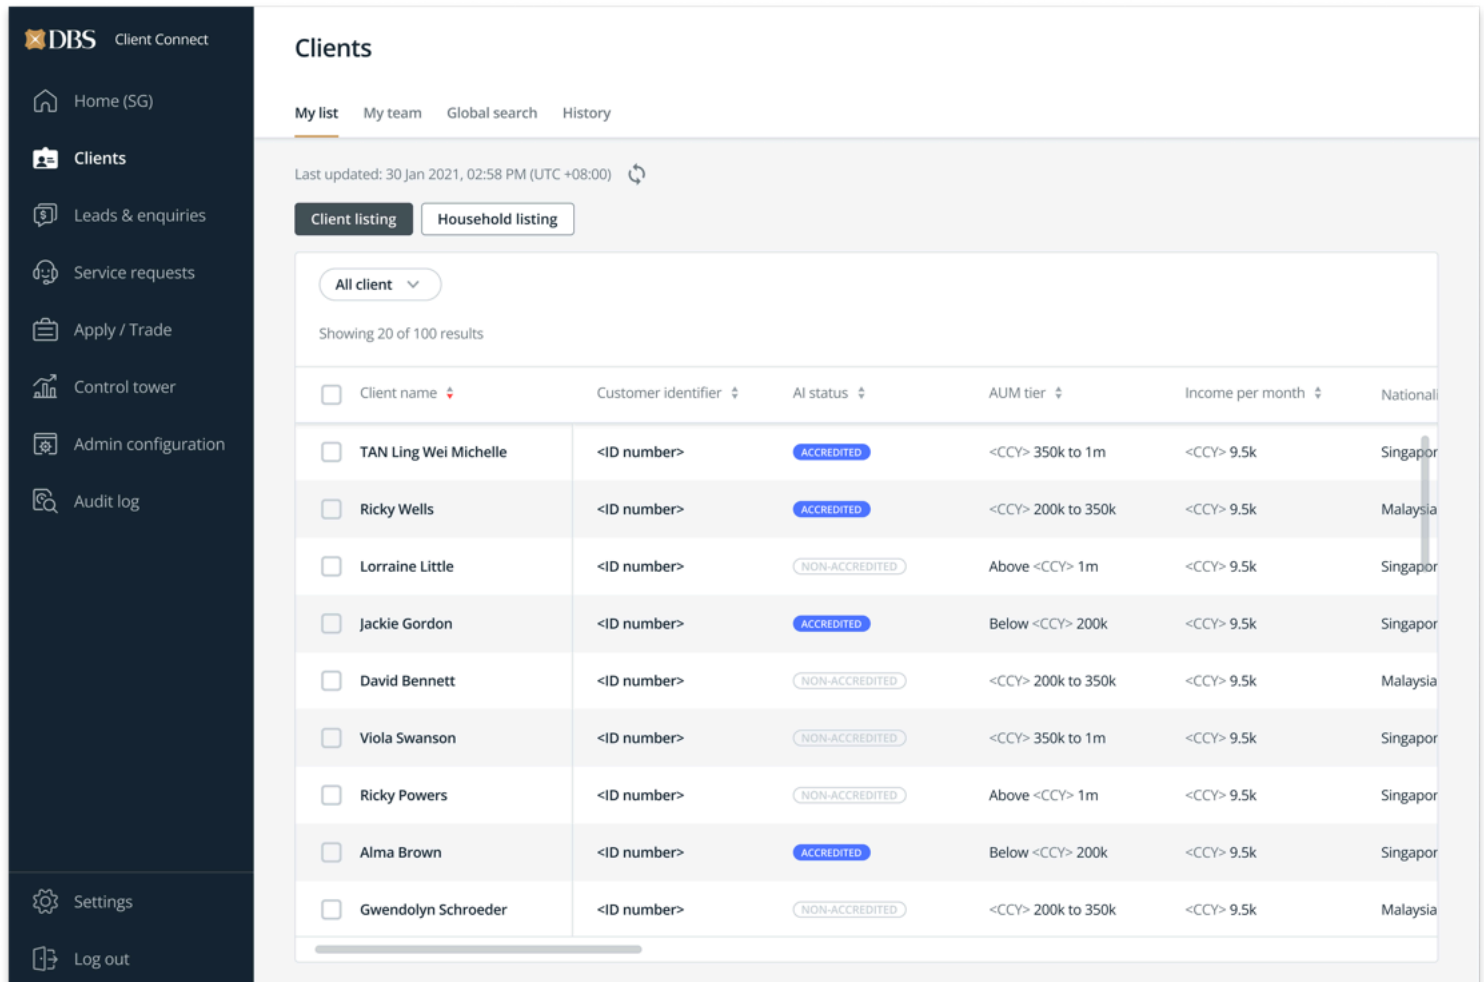 DBS Client Connect
Home (SG)
Clients
Leads & enquiries
Service requests
Apply / Trade
Control tower
Admin configuration
Audit log
Settings
Log out
Clients
My list My team Global search History
Last updated: 30 Jan 2021, 02:58 PM (UTC +08:00)
Client listing Household listing
All client
Showing 20 of 100 results
Client name Customer identifier AI status AUM tier Income per month Nationali
TAN Ling Wei Michelle <ID number> ACCREDITED <CCY> 350k to 1m <CCY> 9.5k Singapor
Ricky Wells <ID number> ACCREDITED <CCY> 200k to 350k <CCY> 9.5k Malaysia
Lorraine Little <ID number> NON-ACCREDITED Above <CCY> 1m <CCY> 9.5k Singapor
Jackie Gordon <ID number> ACCREDITED Below <CCY> 200k <CCY> 9.5k Singapor
David Bennett <ID number> NON-ACCREDITED <CCY> 200k to 350k <CCY> 9.5k Malaysia
Viola Swanson <ID number> NON-ACCREDITED <CCY> 350k to 1m <CCY> 9.5k Singapor
Ricky Powers <ID number> NON-ACCREDITED Above <CCY> 1m <CCY> 9.5k Singapor
Alma Brown <ID number> ACCREDITED Below <CCY> 200k <CCY> 9.5k Singapor
Gwendolyn Schroeder <ID number> NON-ACCREDITED <CCY> 200k to 350k <CCY> 9.5k Malaysia